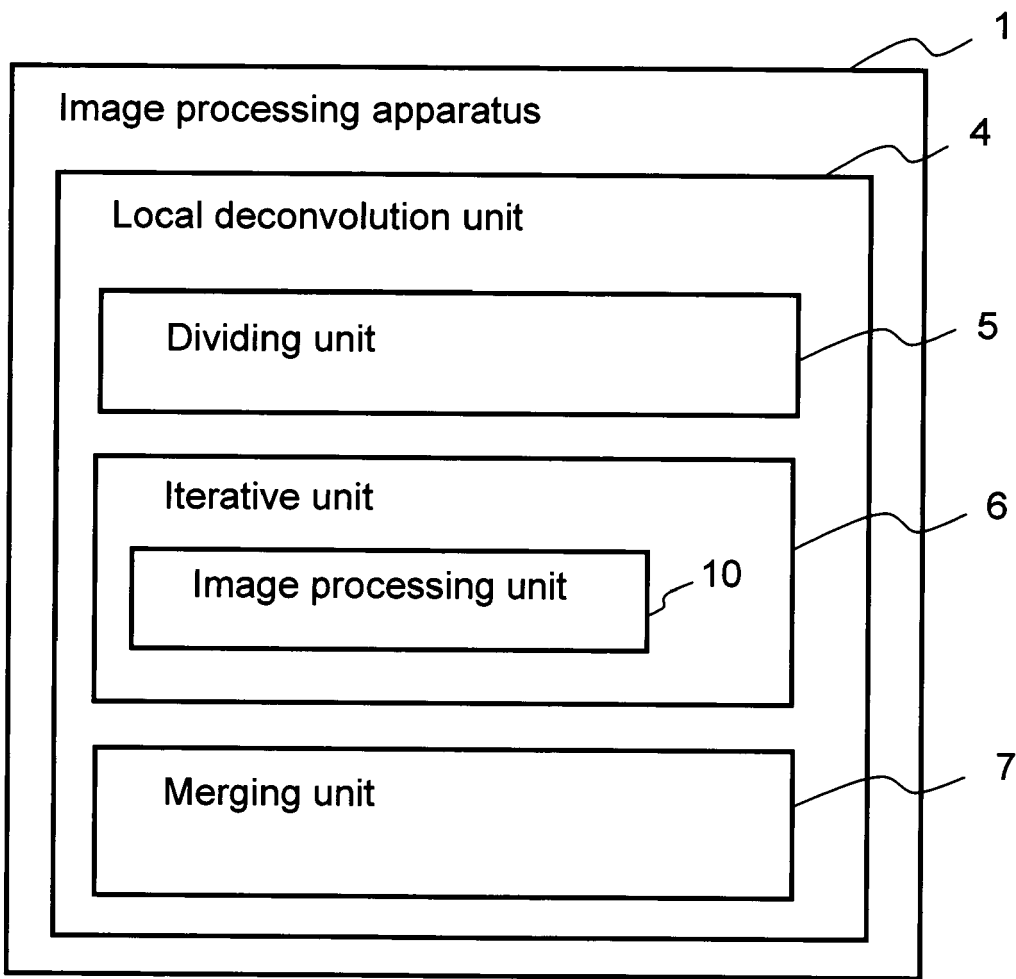 1
Image processing apparatus
4
Local deconvolution unit
Dividing unit
5
Iterative unit
6
Image processing unit
10
Merging unit
7